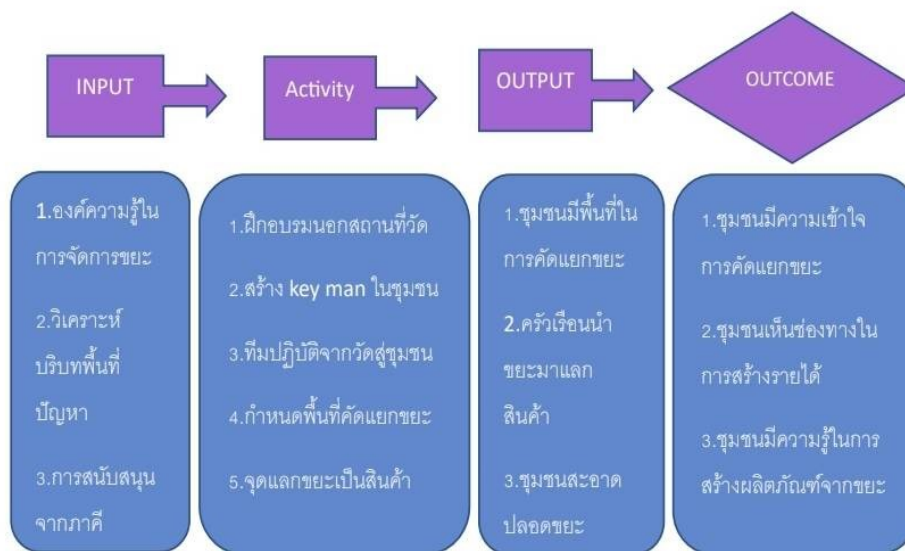 INPUT
Activity
OUTPUT
OUTCOME
1.องค์ความรู้ใน
การจัดการขยะ
2.วิเคราะห์
บริบทพื้นที่
ปัญหา
3.การสนับสนุน
จากภาคี
1.ฝึกอบรมนอกสถานที่วัด
2.สร้าง key man ในชุมชน
3.ทีมปฏิบัติจากวัดสู่ชุมชน
4.กำหนดพื้นที่คัดแยกขยะ
5.จุดแลกขยะเป็นสินค้า
1.ชุมชนมีพื้นที่ใน
การคัดแยกขยะ
2.ครัวเรือนนำ
ขยะมาแลก
สินค้า
3.ชุมชนสะอาด
ปลอดขยะ
1.ชุมชนมีความเข้าใจ
การคัดแยกขยะ
2.ชุมชนเห็นช่องทางใน
การสร้างรายได้
3.ชุมชนมีความรู้ในการ
สร้างผลิตภัณฑ์จากขยะ